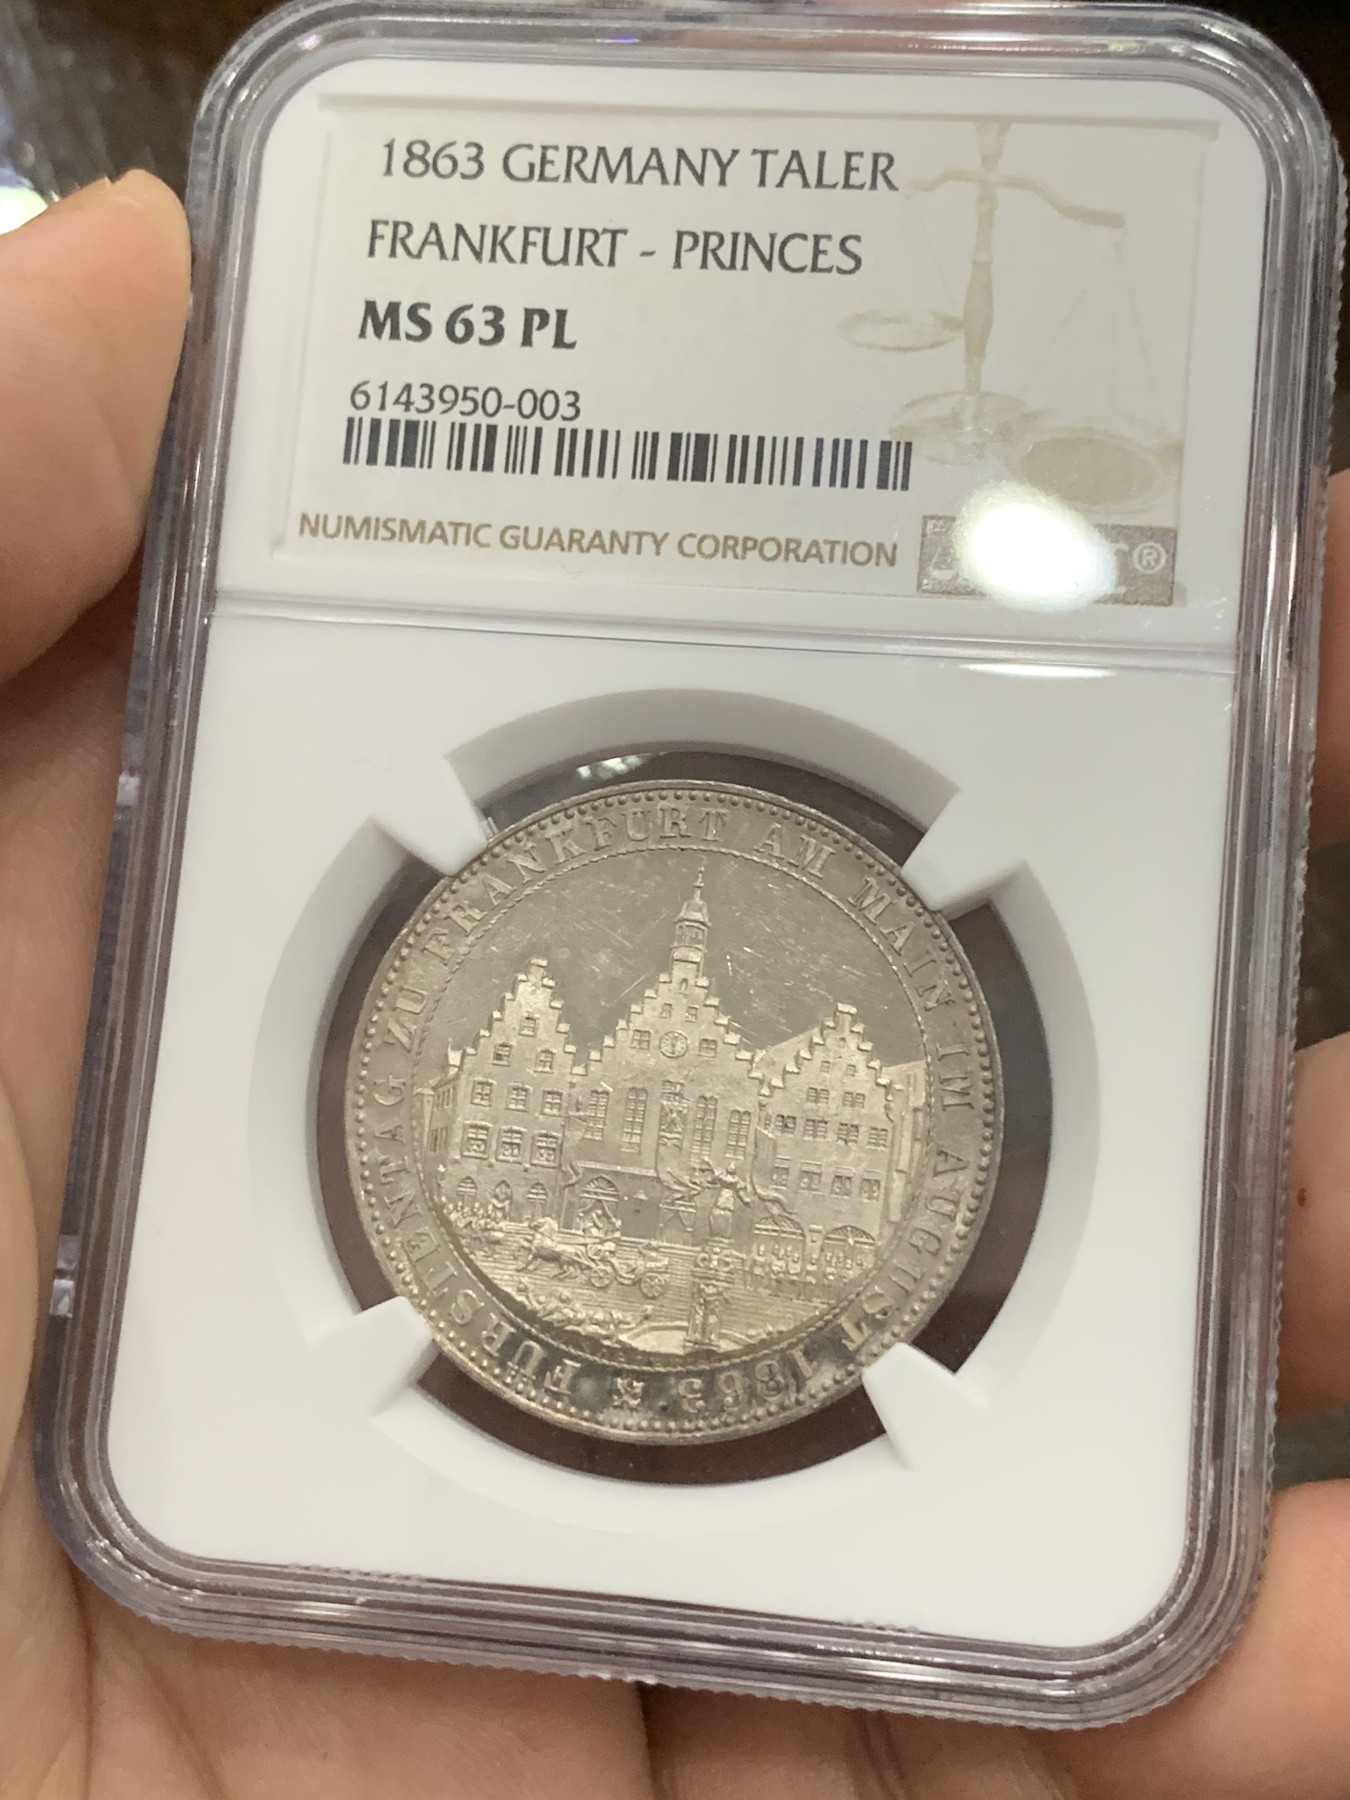 1863 GERMANY TALER
FRANKFURT - PRINCES
MS 63 PL
6143950-003
NUMISMATIC GUARANTY CORPORATION
®
FÜRSTENTAG ZU FRANKFURT AM MAIN IM AUGUST 1863